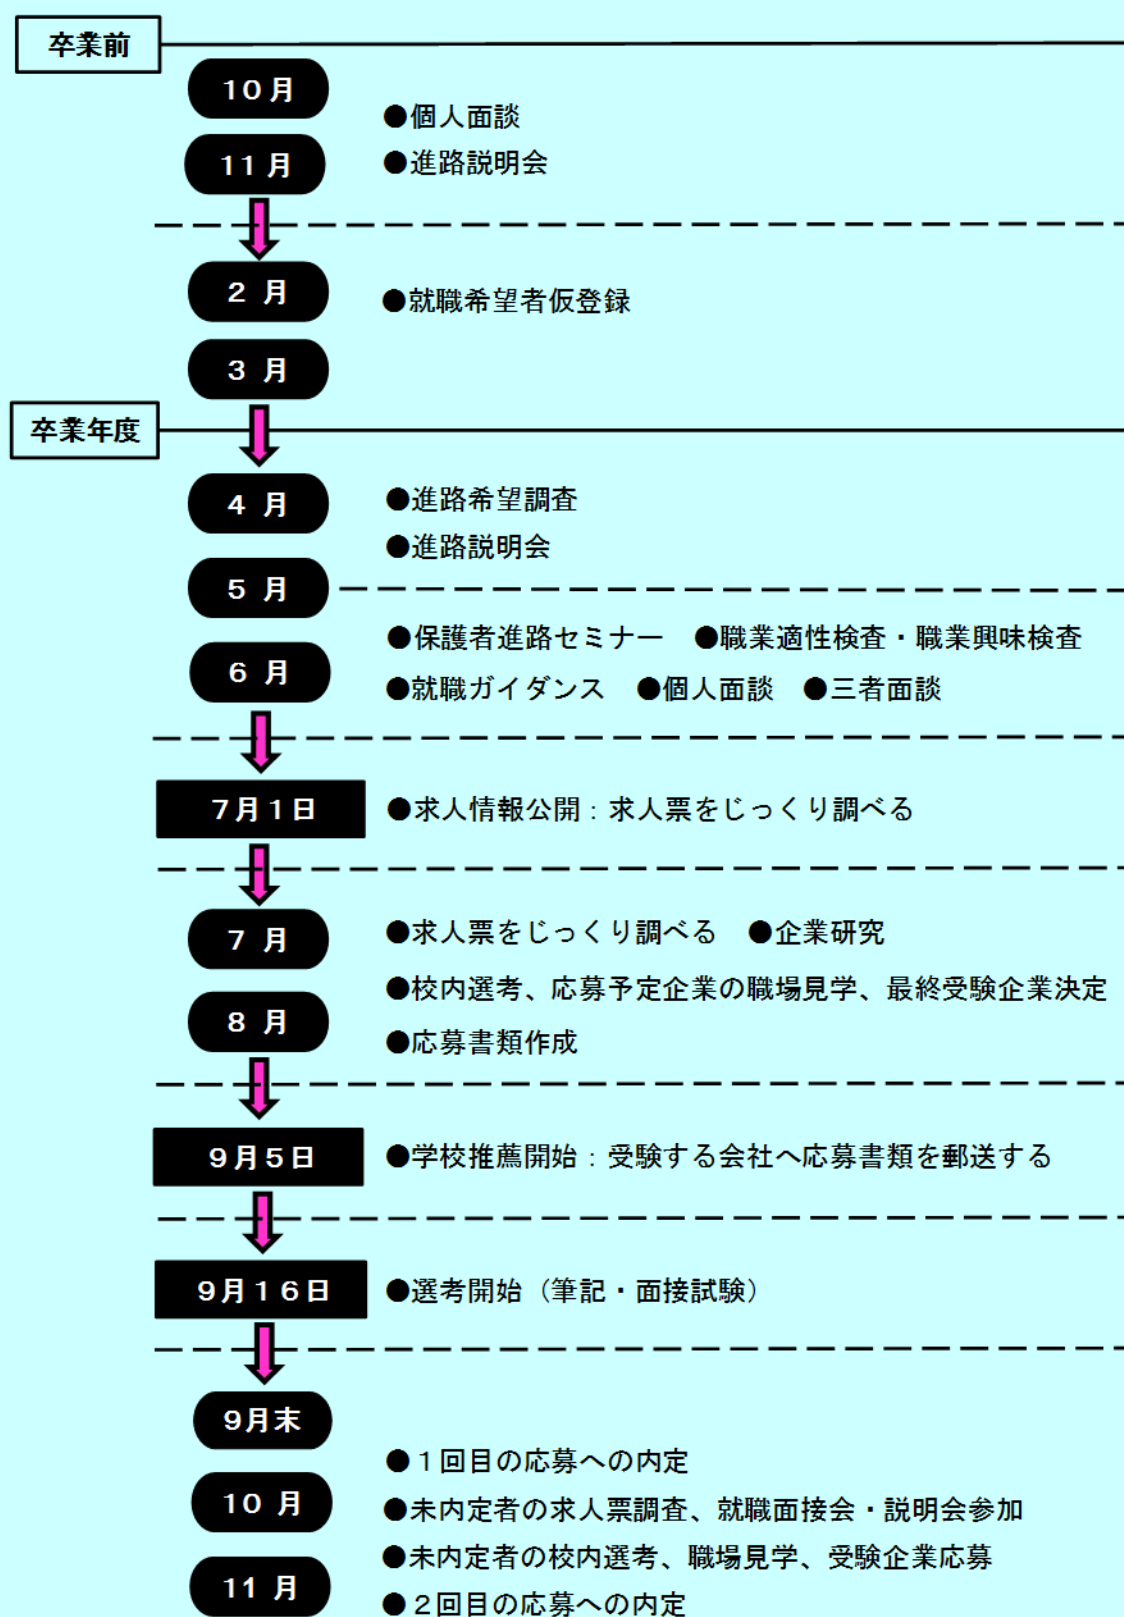 卒業前
10月
●個人面談
11月
●進路説明会
2 月
●就職希望者仮登録
3 月
卒業年度
4 月
●進路希望調査
●進路説明会
5 月
●保護者進路セミナー ●職業適性検査・職業興味検査
6 月
●就職ガイダンス ●個人面談 ●三者面談
7月1日
●求人情報公開：求人票をじっくり調べる
7 月
●求人票をじっくり調べる ●企業研究
●校内選考、応募予定企業の職場見学、最終受験企業決定
8 月
●応募書類作成
9月5日
●学校推薦開始：受験する会社へ応募書類を郵送する
9月16日
●選考開始（筆記・面接試験）
9月末
●１回目の応募への内定
10 月
●未内定者の求人票調査、就職面接会・説明会参加
●未内定者の校内選考、職場見学、受験企業応募
11 月
●２回目の応募への内定